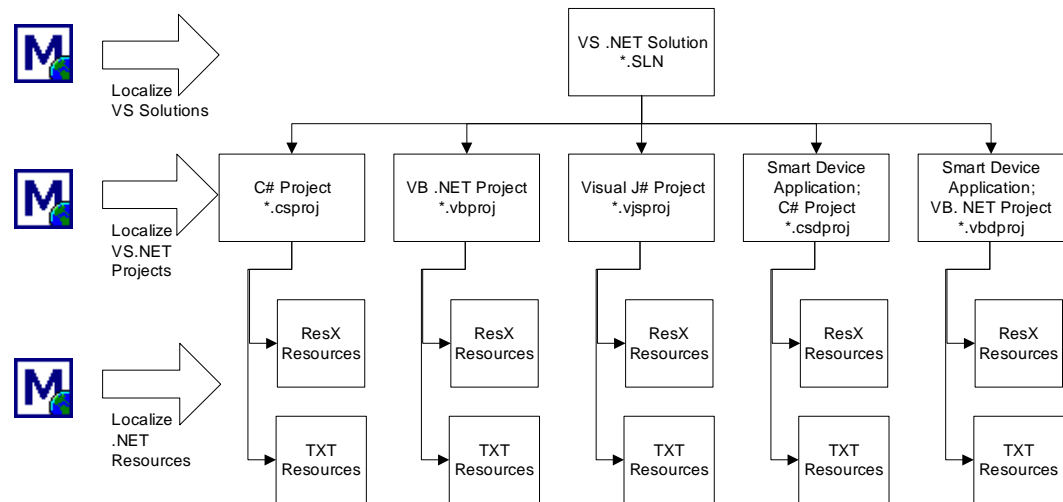 M
VS .NET Solution
*.SLN
Localize
VS Solutions
M
C# Project
*.csproj
VB .NET Project
*.vbproj
Visual J# Project
*.vjsproj
Smart Device
Application;
C# Project
*.csdproj
Smart Device
Application;
VB. NET Project
*.vbdproj
Localize
VS.NET
Projects
ResX
Resources
ResX
Resources
ResX
Resources
ResX
Resources
ResX
Resources
M
Localize
.NET
Resources
TXT
Resources
TXT
Resources
TXT
Resources
TXT
Resources
TXT
Resources